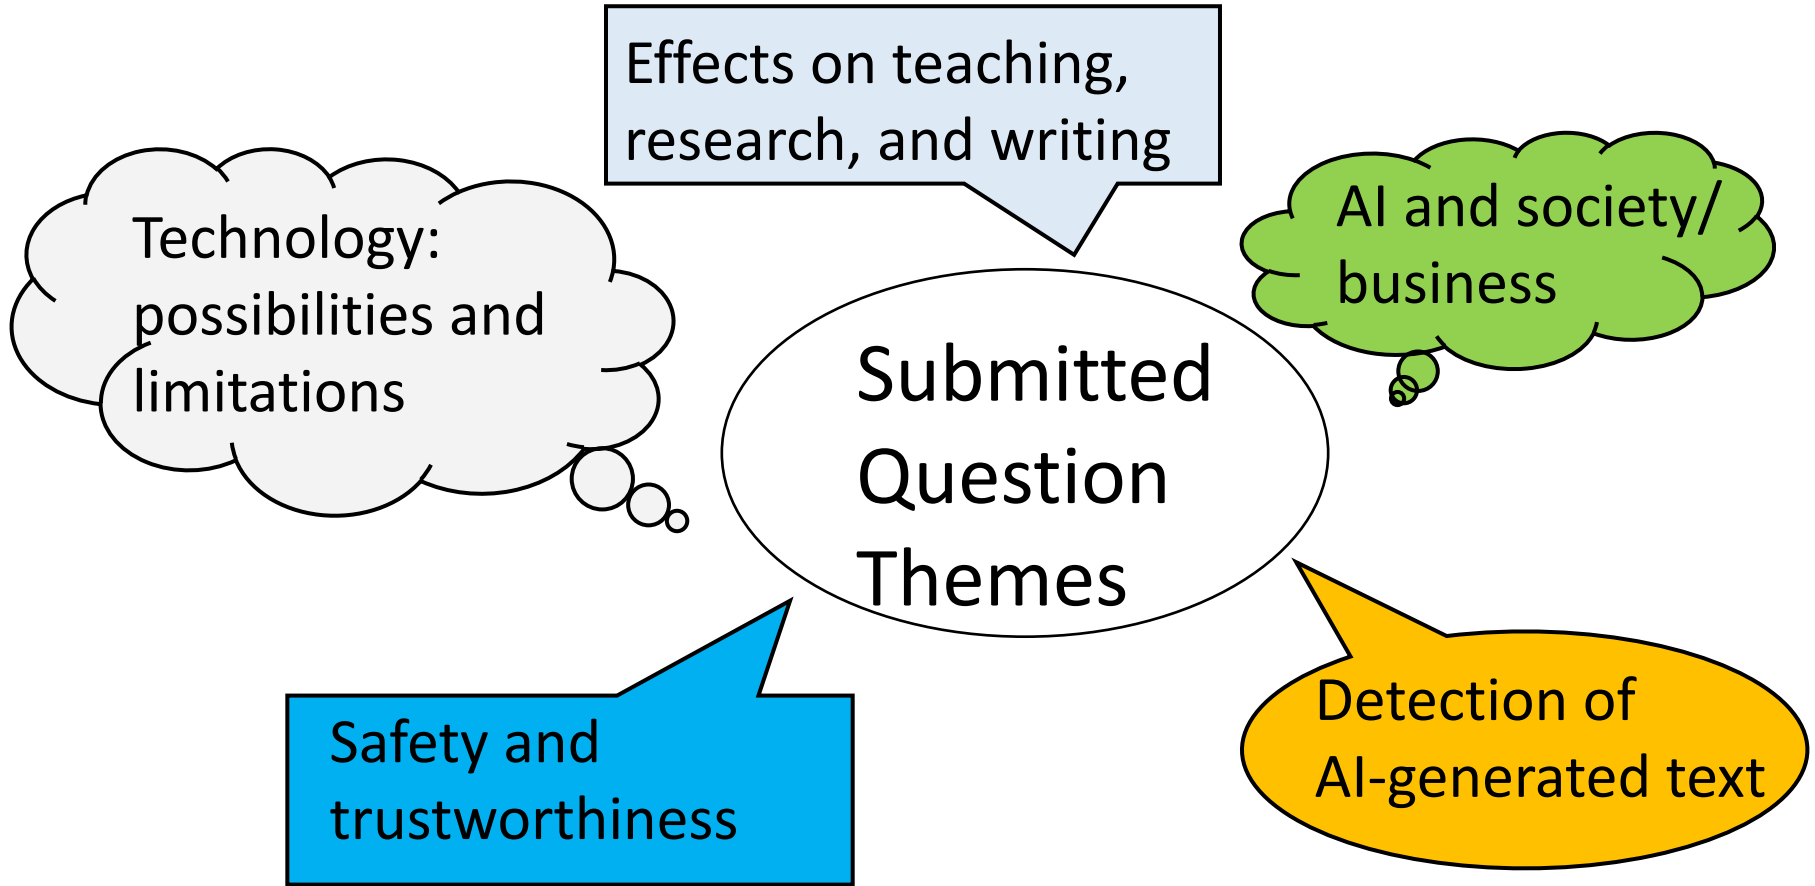 Effects on teaching,
research, and writing
Technology:
possibilities and
limitations
AI and society/
business
Submitted
Question
Themes
Safety and
trustworthiness
Detection of
AI-generated text